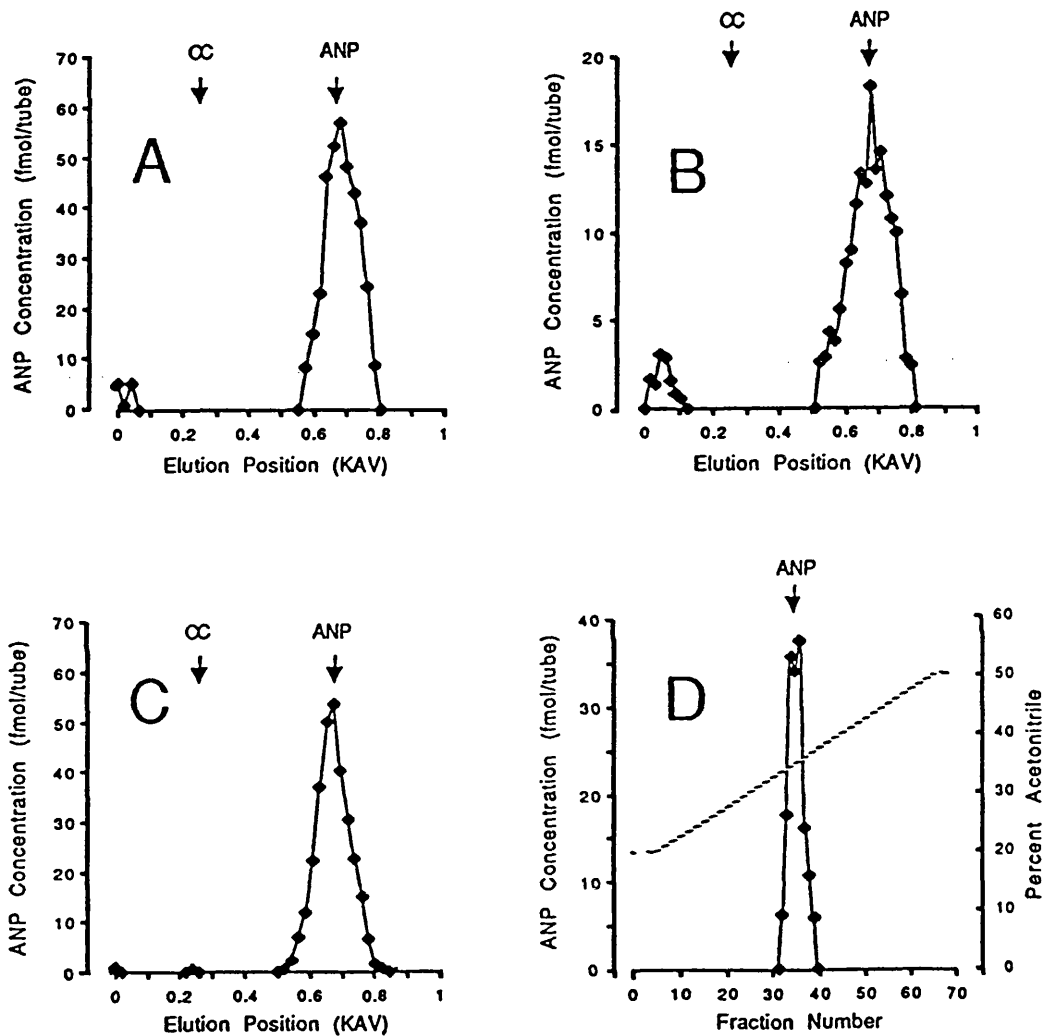 ∝ ANP
70
60
50
40
30
20
10
0
ANP Concentration (fmol/tube)
A
0 0.2 0.4 0.6 0.8 1
Elution Position (KAV)
∝ ANP
20
15
10
5
0
ANP Concentration (fmol/tube)
B
0 0.2 0.4 0.6 0.8 1
Elution Position (KAV)
∝ ANP
70
60
50
40
30
20
10
0
ANP Concentration (fmol/tube)
C
0 0.2 0.4 0.6 0.8 1
Elution Position (KAV)
ANP
40
35
30
25
20
15
10
5
0
ANP Concentration (fmol/tube)
D
60
50
40
30
20
10
0
Percent Acetonitrile
0 10 20 30 40 50 60 70
Fraction Number